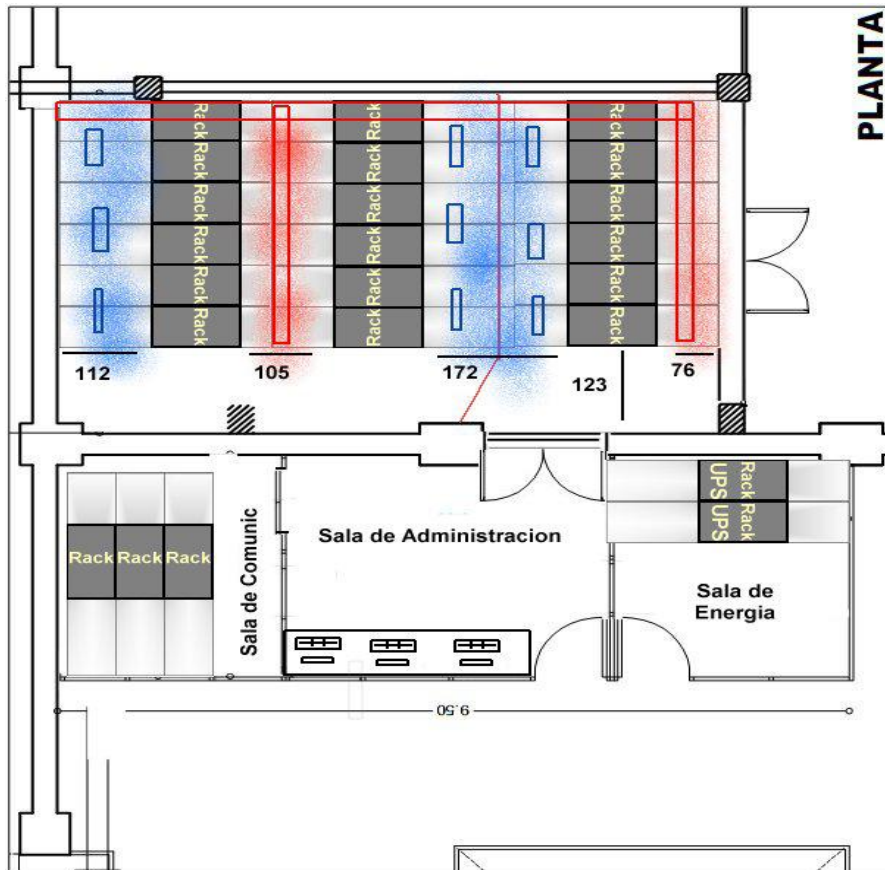 PLANTA
Rack Rack Rack
Rack Rack Rack
Rack Rack Rack
Rack Rack Rack
Rack Rack Rack
Rack Rack Rack
112
105
172
123
76
Sala de Comunic
Sala de Administracion
UPS Rack
UPS Rack
Rack Rack Rack
Sala de
Energia
9.50